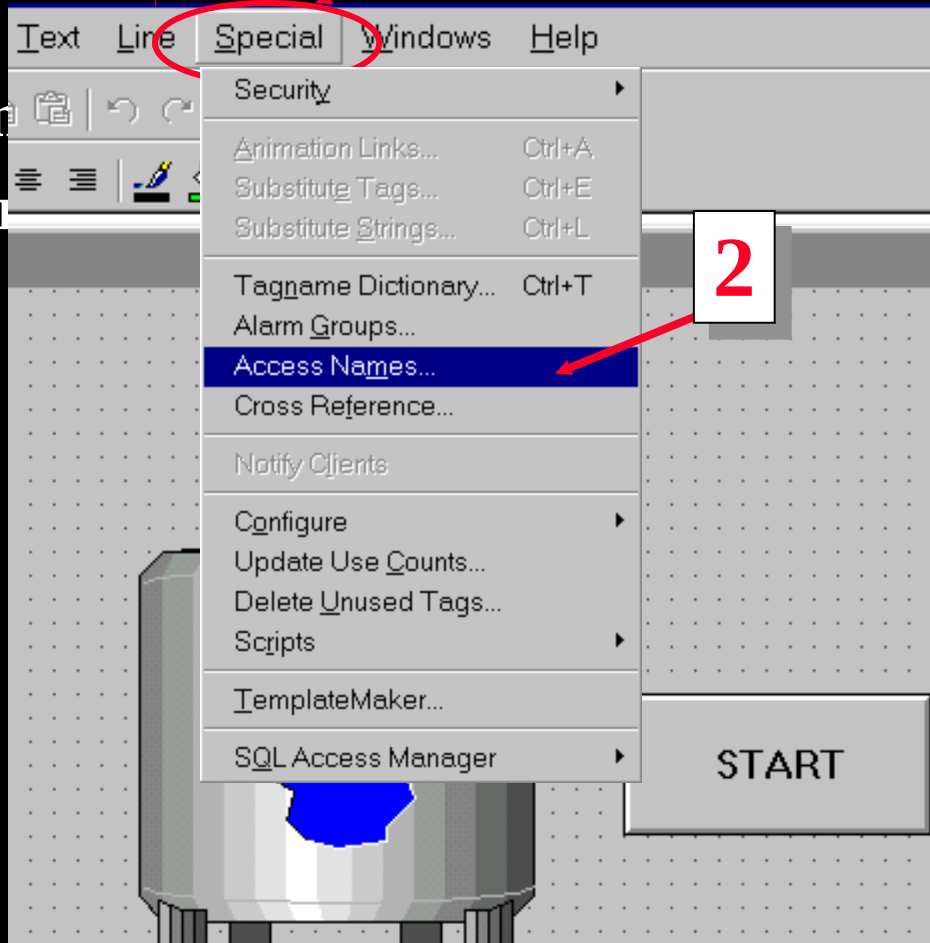 Text Line Special Windows Help
Security
Animation Links... Ctrl+A
Substitute Tags... Ctrl+E
Substitute Strings... Ctrl+L
2
Tagname Dictionary... Ctrl+T
Alarm Groups...
Access Names...
Cross Reference...
Notify Clients
Configure
Update Use Counts...
Delete Unused Tags...
Scripts
TemplateMaker...
SQL Access Manager
START